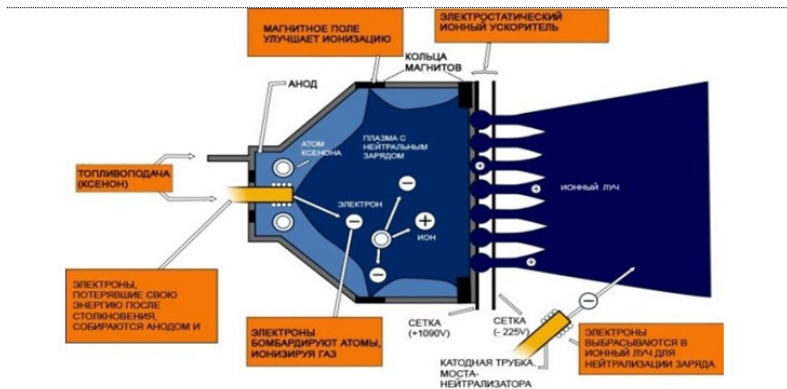 МАГНИТНОЕ ПОЛЕ
УЛУЧШАЕТ ИОНИЗАЦИЮ
ЭЛЕКТРОСТАТИЧЕСКИЙ
ИОННЫЙ УСКОРИТЕЛЬ
КОЛЬЦА
МАГНИТОВ
АНОД
АТОМ
КСЕНОНА
ПЛАЗМА С
НЕЙТРАЛЬНЫМ
ЗАРЯДОМ
ТОПЛИВОПОДАЧА
(КСЕНОН)
ЭЛЕКТРОН
ИОН
ИОННЫЙ ЛУЧ
ЭЛЕКТРОНЫ,
ПОТЕРЯВШИЕ СВОЮ
ЭНЕРГИЮ ПОСЛЕ
СТОЛКНОВЕНИЯ,
СОБИРАЮТСЯ АНОДОМ И
ЭЛЕКТРОНЫ
БОМБАРДИРУЮТ АТОМЫ,
ИОНИЗИРУЯ ГАЗ
СЕТКА
(+1090V)
СЕТКА
(- 225V)
КАТОДНАЯ ТРУБКА.
МОСТА-
НЕЙТРАЛИЗАТОРА
ЭЛЕКТРОНЫ
ВЫБРАСЫВАЮТСЯ В
ИОННЫЙ ЛУЧ ДЛЯ
НЕЙТРАЛИЗАЦИИ ЗАРЯДА